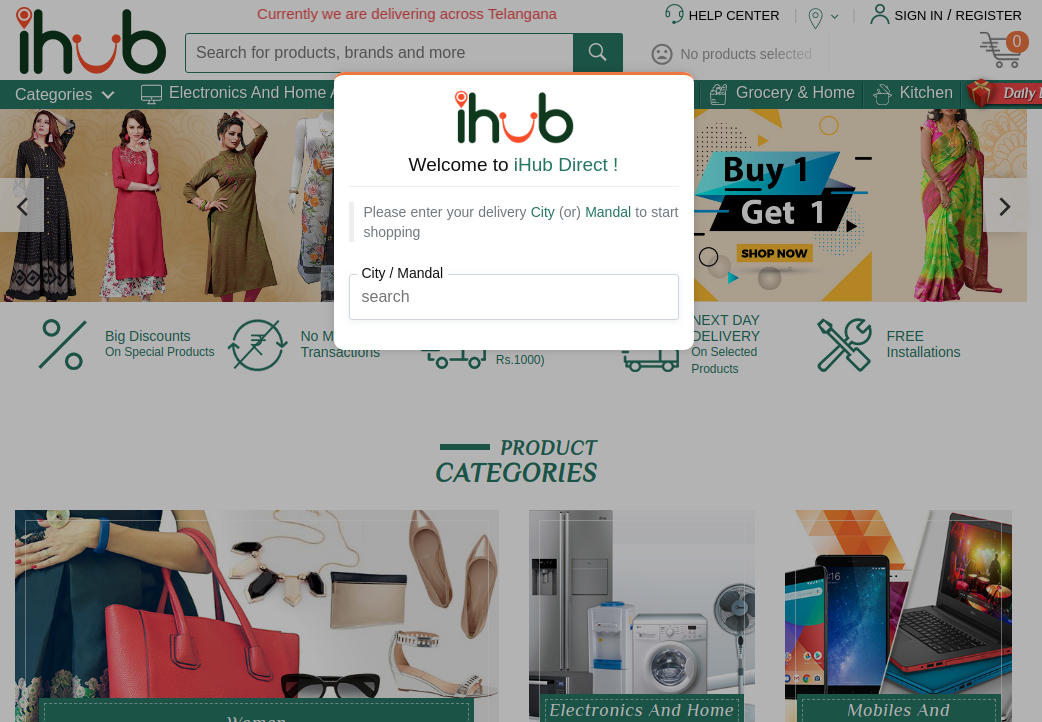 Currently we are delivering across Telangana
HELP CENTER
SIGN IN / REGISTER
ihub
Search for products, brands and more
No products selected
0
Categories
Electronics And Home A
Grocery & Home
Kitchen
Daily
ihub
Welcome to iHub Direct !
Please enter your delivery City (or) Mandal to start
shopping
City / Mandal
search
Buy 1
Get 1
SHOP NOW
Big Discounts
On Special Products
No M
Transactions
Rs.1000)
NEXT DAY
DELIVERY
On Selected
Products
FREE
Installations
PRODUCT
CATEGORIES
Women
Electronics And Home
Mobiles And